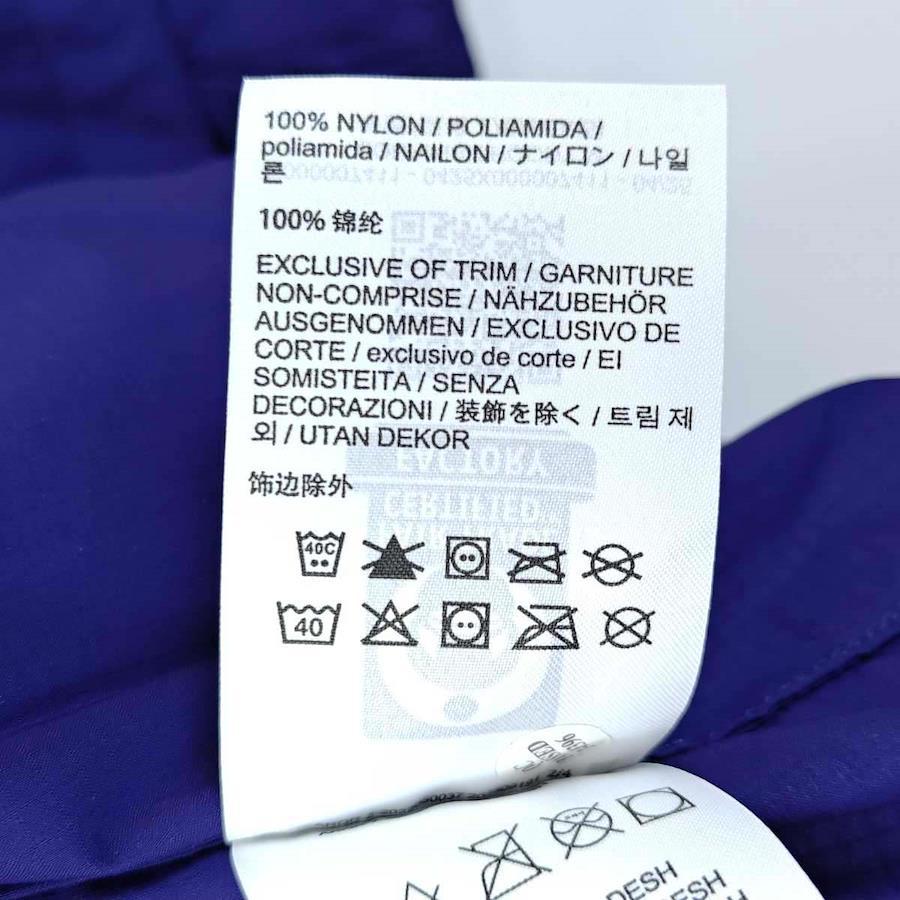 100% NYLON / POLIAMIDA /
poliamida / NAILON / ナイロン / 나일
론
100% 锦纶
EXCLUSIVE OF TRIM / GARNITURE
NON-COMPRISE / NÄHZUBEHÖR
AUSGENOMMEN / EXCLUSIVO DE
CORTE / exclusivo de corte / EI
SOMISTEITA / SENZA
DECORAZIONI / 装飾を除く / 트림 제
외 / UTAN DEKOR
饰边除外
40C
40
FACTORY
CERTIFIED